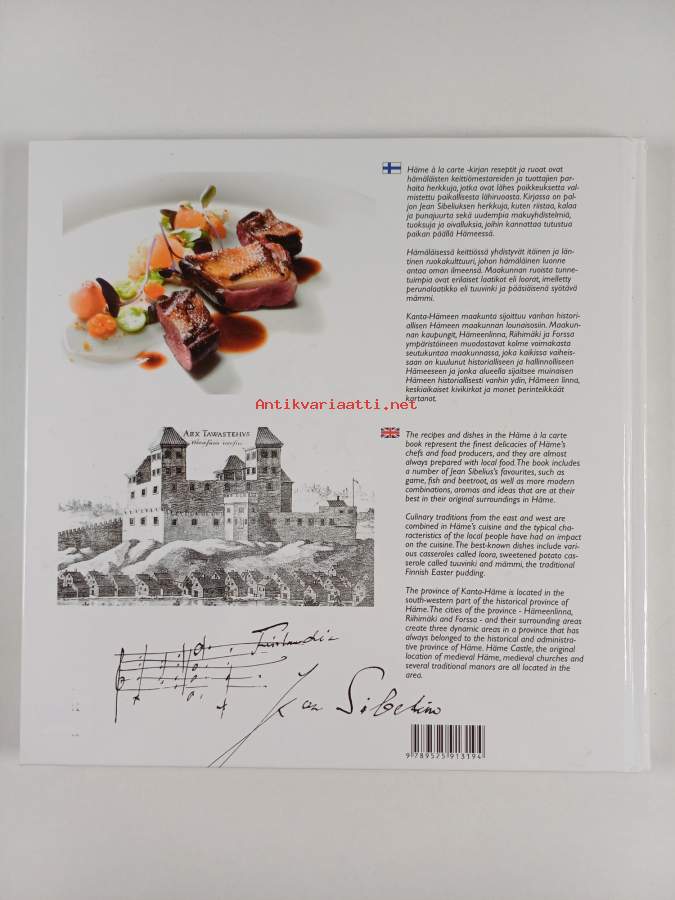 Häme à la carte -kirjan reseptit ja ruoat ovat
hämäläisten keittiömestareiden ja tuottajien par-
haita herkkuja, jotka ovat lähes poikkeuksetta val-
mistettu paikallisesta lähiruoasta. Kirjassa on pal-
jon Jean Sibeliuksen herkkuja, kuten riistaa, kalaa
ja punajuurta sekä uudempia makuyhdistelmiä,
tuoksuja ja oivalluksia, joihin kannattaa tutustua
paikan päällä Hämeessä.
Hämäläisessä keittiössä yhdistyvät itäinen ja län-
tinen ruokakulttuuri, johon hämäläinen luonne
antaa oman ilmeensä. Maakunnan ruoista tunne-
tuimpia ovat erilaiset laatikot eli loorat, imelletty
perunalaatikko eli tuuvinki ja pääsiäisenä syötävä
mämmi.
Kanta-Hämeen maakunta sijoittuu vanhan histori-
allisen Hämeen maakunnan lounaisosiin. Maakun-
nan kaupungit, Hämeenlinna, Riihimäki ja Forssa
ympäristöineen muodostavat kolme voimakasta
seutukuntaa maakunnassa, joka kaikissa vaiheis-
saan on kuulunut historialliseen ja hallinnolliseen
Hämeeseen ja jonka alueella sijaitsee muinaisen
Hämeen historiallisesti vanhin ydin, Hämeen linna,
keskiaikaiset kivikirkot ja monet perinteikkäät
kartanot.
Antikvariaatti.net
ARX TAWASTEHVS
The recipes and dishes in the Häme à la carte
book represent the finest delicacies of Häme's
chefs and food producers, and they are almost
always prepared with local food. The book includes
a number of Jean Sibelius's favourites, such as
game, fish and beetroot, as well as more modern
combinations, aromas and ideas that are at their
best in their original surroundings in Häme.
Culinary traditions from the east and west are
combined in Häme's cuisine and the typical cha-
racteristics of the local people have had an impact
on the cuisine. The best-known dishes include vari-
ous casseroles called loora, sweetened potato cas-
serole called tuuvinki and mämmi, the traditional
Finnish Easter pudding.
The province of Kanta-Häme is located in the
south-western part of the historical province of
Häme. The cities of the province - Hämeenlinna,
Riihimäki and Forssa - and their surrounding areas
create three dynamic areas in a province that has
always belonged to the historical and administra-
tive province of Häme. Häme Castle, the original
location of medieval Häme, medieval churches and
several traditional manors are all located in the
area.
Finlandia
Jean Sibelius
9 789525 913194